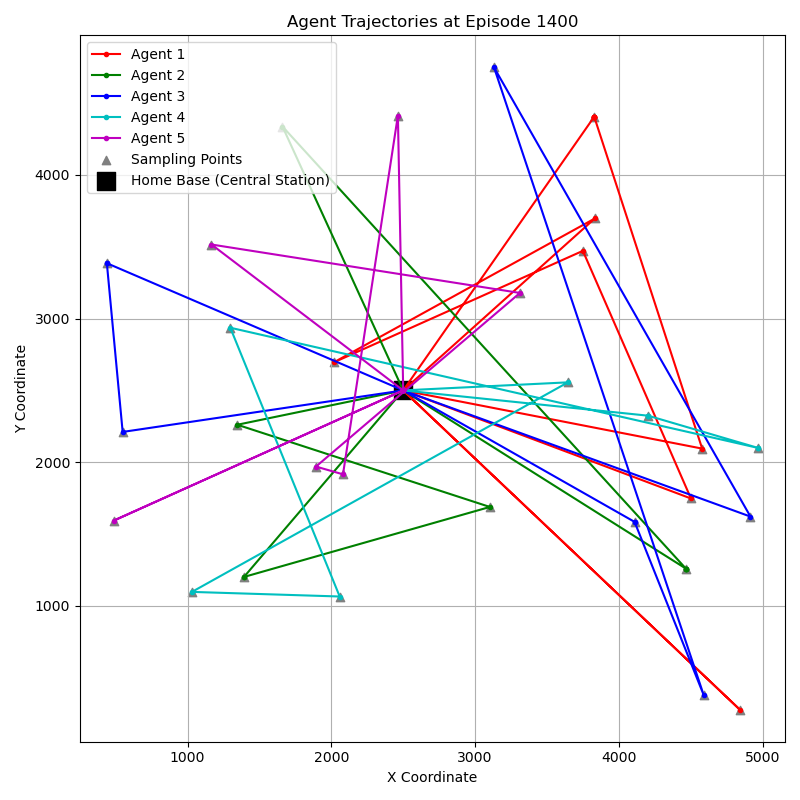 Agent Trajectories at Episode 1400
Agent 1
Agent 2
Agent 3
Agent 4
Agent 5
Sampling Points
Home Base (Central Station)
Y Coordinate
4000
3000
2000
1000
1000 2000 3000 4000 5000
X Coordinate